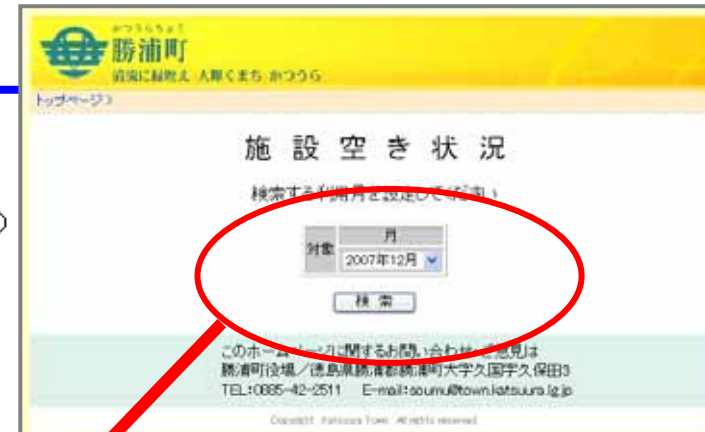 かつうらちょう
勝浦町
清流に緑映え 人輝くまち かつうら
トップページ>
施設空き状況
検索する利用月を設定してください
月
対象
2007年12月
検 索
このホームページに関するお問い合わせ・ご意見は
勝浦町役場/徳島県勝浦郡勝浦町大字久国字久保田3
TEL:0885-42-2511 E-mail:soumu@town.katsuura.lg.jp
Copyright Katsuura Town All rights reserved